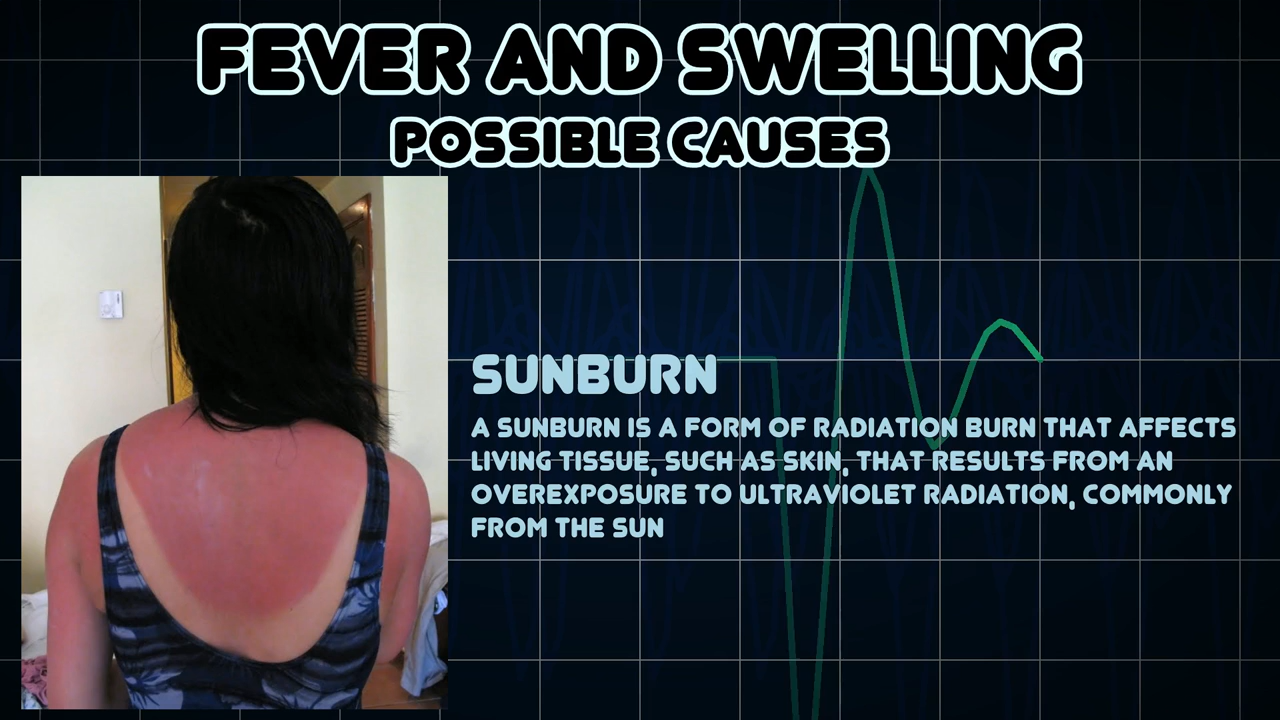 FEVER AND SWELLING
POSSIBLE CAUSES
SUNBURN
A SUNBURN IS A FORM OF RADIATION BURN THAT AFFECTS
LIVING TISSUE, SUCH AS SKIN, THAT RESULTS FROM AN
OVEREXPOSURE TO ULTRAVIOLET RADIATION, COMMONLY
FROM THE SUN